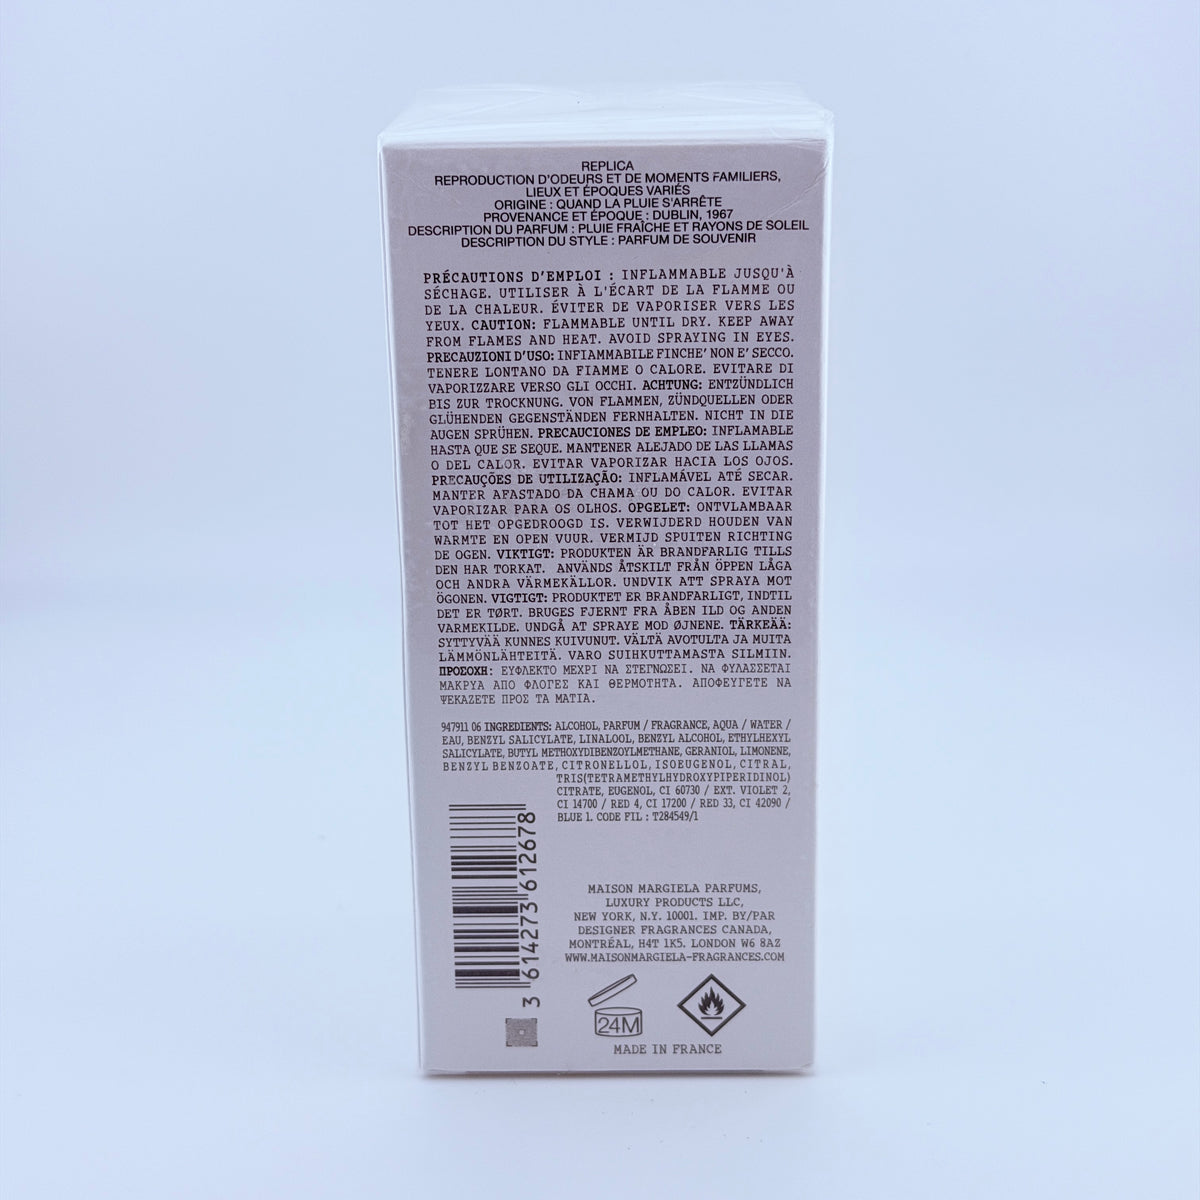 REPLICA
REPRODUCTION D'ODEURS ET DE MOMENTS FAMILIERS,
LIEUX ET ÉPOQUES VARIÉS
ORIGINE : QUAND LA PLUIE S'ARRÊTE
PROVENANCE ET ÉPOQUE : DUBLIN, 1967
DESCRIPTION DU PARFUM : PLUIE FRAÎCHE ET RAYONS DE SOLEIL
DESCRIPTION DU STYLE : PARFUM DE SOUVENIR
PRÉCAUTIONS D'EMPLOI : INFLAMMABLE JUSQU'À
SÉCHAGE. UTILISER À L'ÉCART DE LA FLAMME OU
DE LA CHALEUR. ÉVITER DE VAPORISER VERS LES
YEUX. CAUTION: FLAMMABLE UNTIL DRY. KEEP AWAY
FROM FLAMES AND HEAT. AVOID SPRAYING IN EYES.
PRECAUZIONI D'USO: INFIAMMABILE FINCHE' NON E' SECCO.
TENERE LONTANO DA FIAMME O CALORE. EVITARE DI
VAPORIZZARE VERSO GLI OCCHI. ACHTUNG: ENTZÜNDLICH
BIS ZUR TROCKNUNG. VON FLAMMEN, ZÜNDQUELLEN ODER
GLÜHENDEN GEGENSTÄNDEN FERNHALTEN. NICHT IN DIE
AUGEN SPRÜHEN. PRECAUCIONES DE EMPLEO: INFLAMABLE
HASTA QUE SE SEQUE. MANTENER ALEJADO DE LAS LLAMAS
O DEL CALOR. EVITAR VAPORIZAR HACIA LOS OJOS.
PRECAUÇÕES DE UTILIZAÇÃO: INFLAMÁVEL ATÉ SECAR.
MANTER AFASTADO DA CHAMA OU DO CALOR. EVITAR
VAPORIZAR PARA OS OLHOS. OPGELET: ONTVLAMBAAR
TOT HET OPGEDROOGD IS. VERWIJDERD HOUDEN VAN
WARMTE EN OPEN VUUR. VERMIJD SPUITEN RICHTING
DE OGEN. VIKTIGT: PRODUKTEN ÄR BRANDFARLIG TILLS
DEN HAR TORKAT. ANVÄNDS ÅTSKILT FRÅN ÖPPEN LÅGA
OCH ANDRA VÄRMEKÄLLOR. UNDVIK ATT SPRAYA MOT
ÖGONEN. VIGTIGT: PRODUKTET ER BRANDFARLIGT, INDTIL
DET ER TØRT. BRUGES FJERNT FRA ÅBEN ILD OG ANDEN
VARMEKILDE. UNDGÅ AT SPRAYE MOD ØJNENE. TÄRKEÄÄ:
SYTTYVÄÄ KUNNES KUIVUNUT. VÄLTÄ AVOTULTA JA MUITA
LÄMMÖNLÄHTEITÄ. VARO SUIHKUTTAMASTA SILMIIN.
ΠΡΟΣΟΧΗ: ΕΥΦΛΕΚΤΟ ΜΕΧΡΙ ΝΑ ΣΤΕΓΝΩΣΕΙ. ΝΑ ΦΥΛΑΣΣΕΤΑΙ
ΜΑΚΡΥΑ ΑΠΟ ΦΛΟΓΕΣ ΚΑΙ ΘΕΡΜΟΤΗΤΑ. ΑΠΟΦΕΥΓΕΤΕ ΝΑ
ΨΕΚΑΖΕΤΕ ΠΡΟΣ ΤΑ ΜΑΤΙΑ.
947911 06 INGREDIENTS: ALCOHOL, PARFUM / FRAGRANCE, AQUA / WATER /
EAU, BENZYL SALICYLATE, LINALOOL, BENZYL ALCOHOL, ETHYLHEXYL
SALICYLATE, BUTYL METHOXYDIBENZOYLMETHANE, GERANIOL, LIMONENE,
BENZYL BENZOATE, CITRONELLOL, ISOEUGENOL, CITRAL,
TRIS(TETRAMETHYLHYDROXYPIPERIDINOL)
CITRATE, EUGENOL, CI 60730 / EXT. VIOLET 2,
CI 14700 / RED 4, CI 17200 / RED 33, CI 42090 /
BLUE 1. CODE FIL : T284549/1
3 614273 612678
MAISON MARGIELA PARFUMS,
LUXURY PRODUCTS LLC,
NEW YORK, N.Y. 10001. IMP. BY/PAR
DESIGNER FRAGRANCES CANADA,
MONTRÉAL, H4T 1K5. LONDON W6 8AZ
WWW.MAISONMARGIELA-FRAGRANCES.COM
24M
MADE IN FRANCE